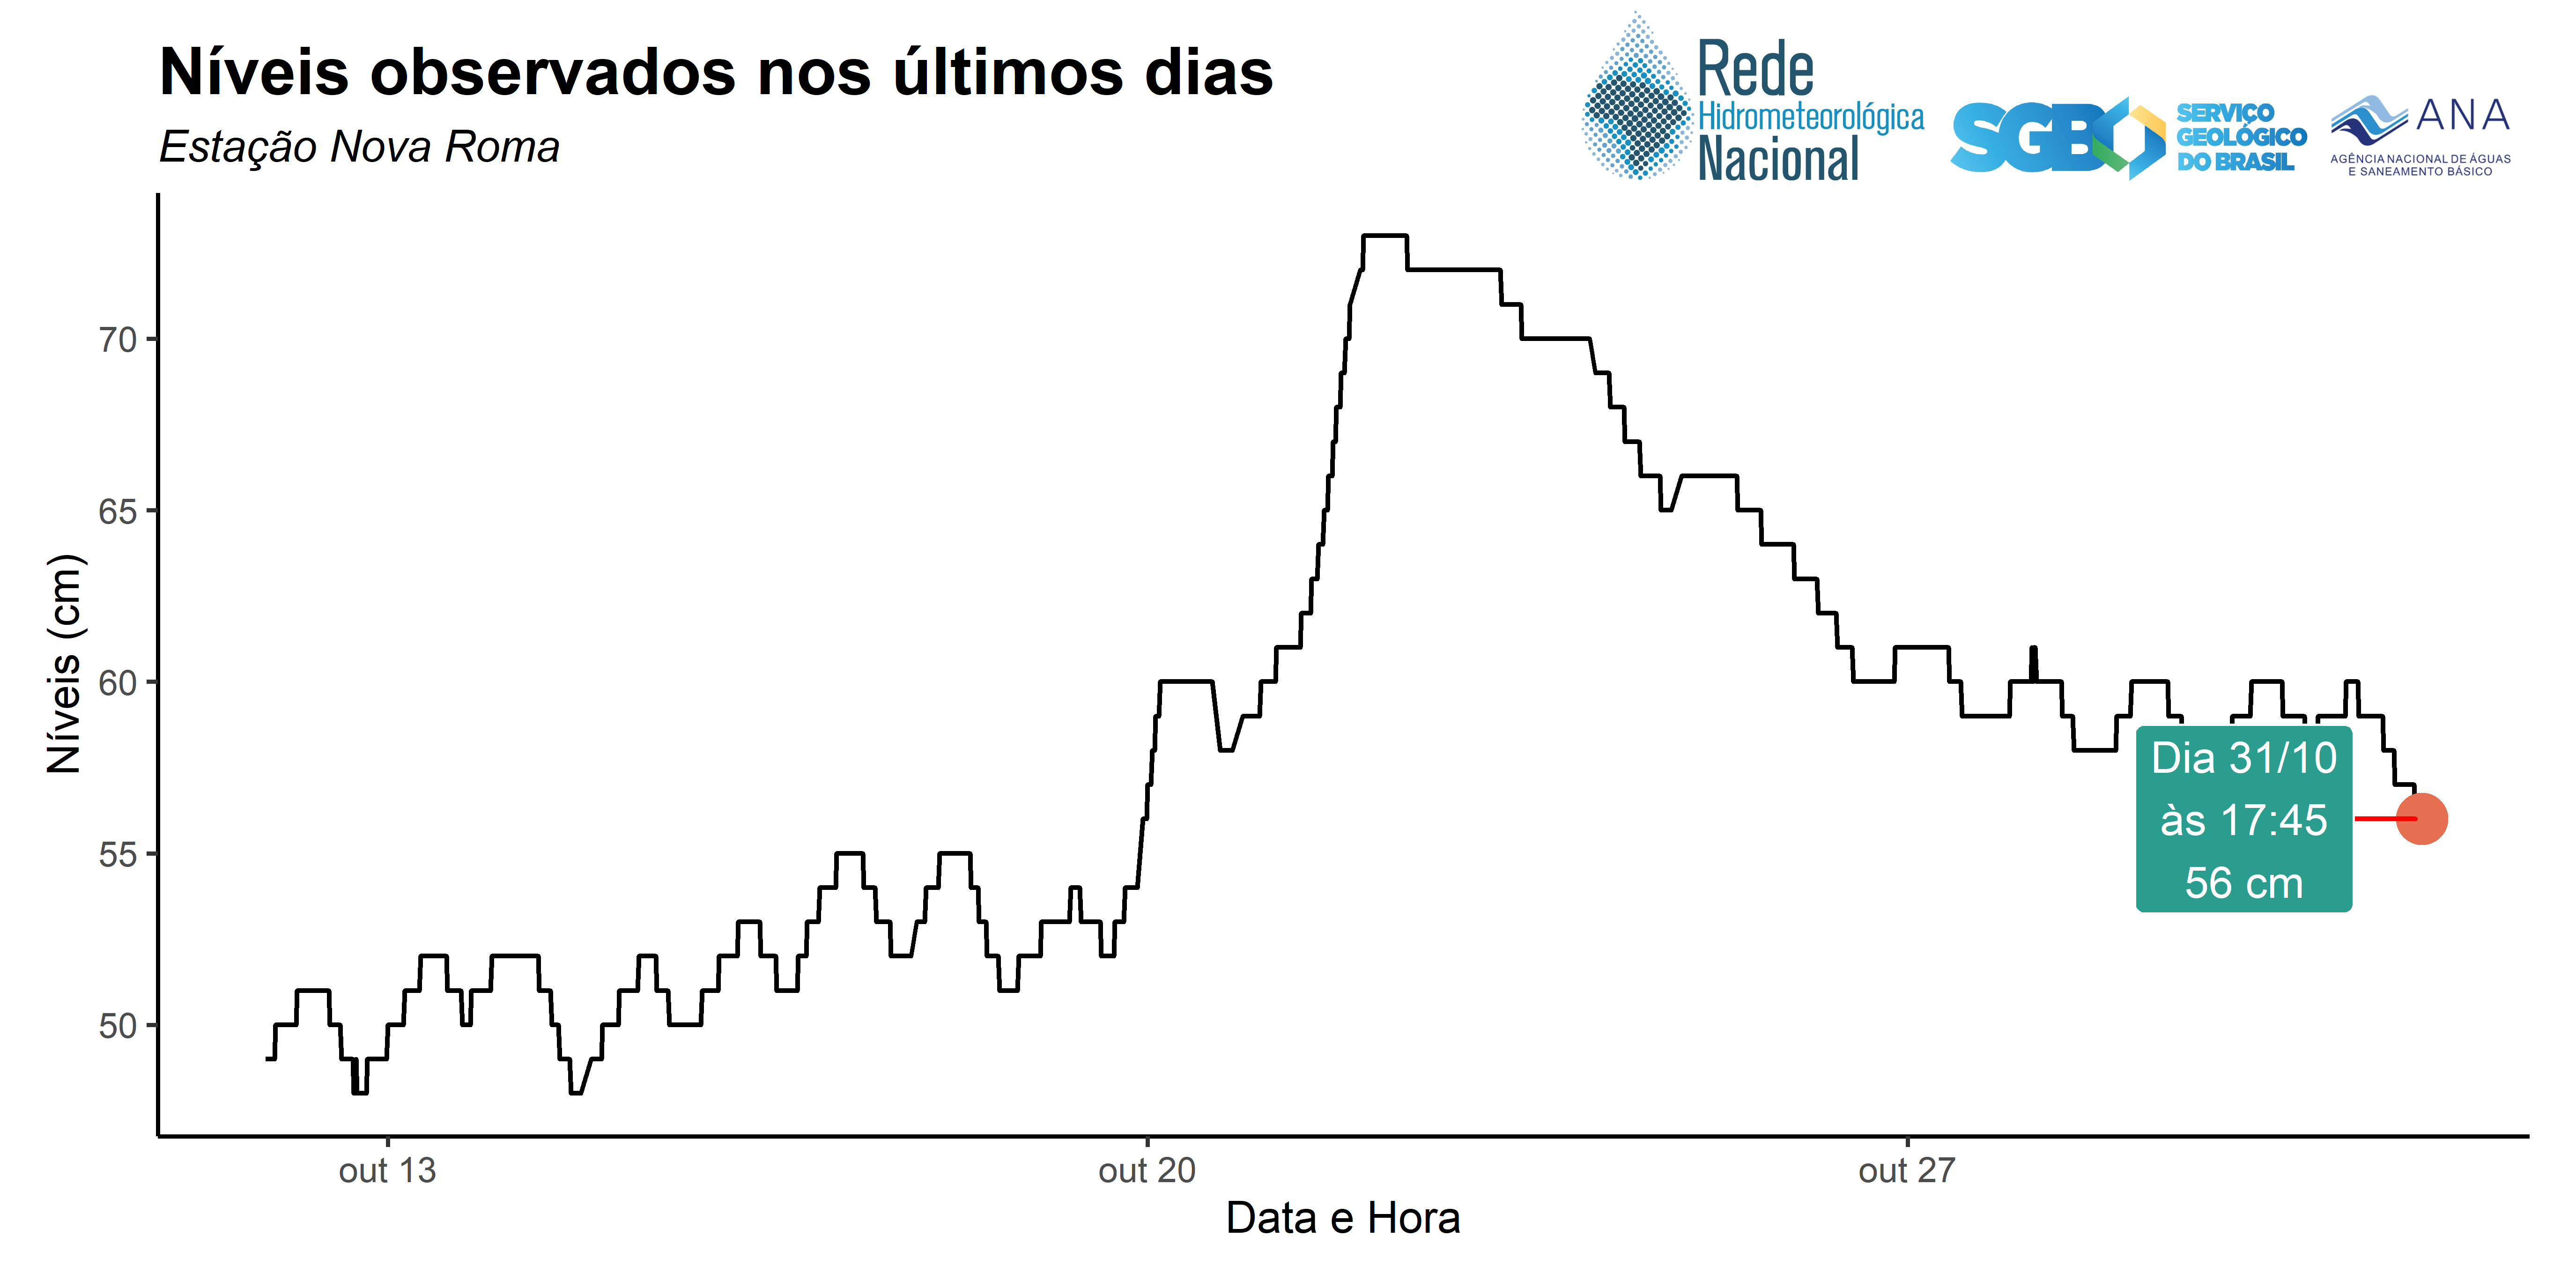 Níveis observados nos últimos dias
Estação Nova Roma
Rede
Hidrometeorológica
Nacional
SGB
SERVIÇO
GEOLÓGICO
DO BRASIL
ANA
AGÊNCIA NACIONAL DE ÁGUAS
E SANEAMENTO BÁSICO
Níveis (cm)
70
65
60
55
50
Dia 31/10
às 17:45
56 cm
out 13
out 20
out 27
Data e Hora